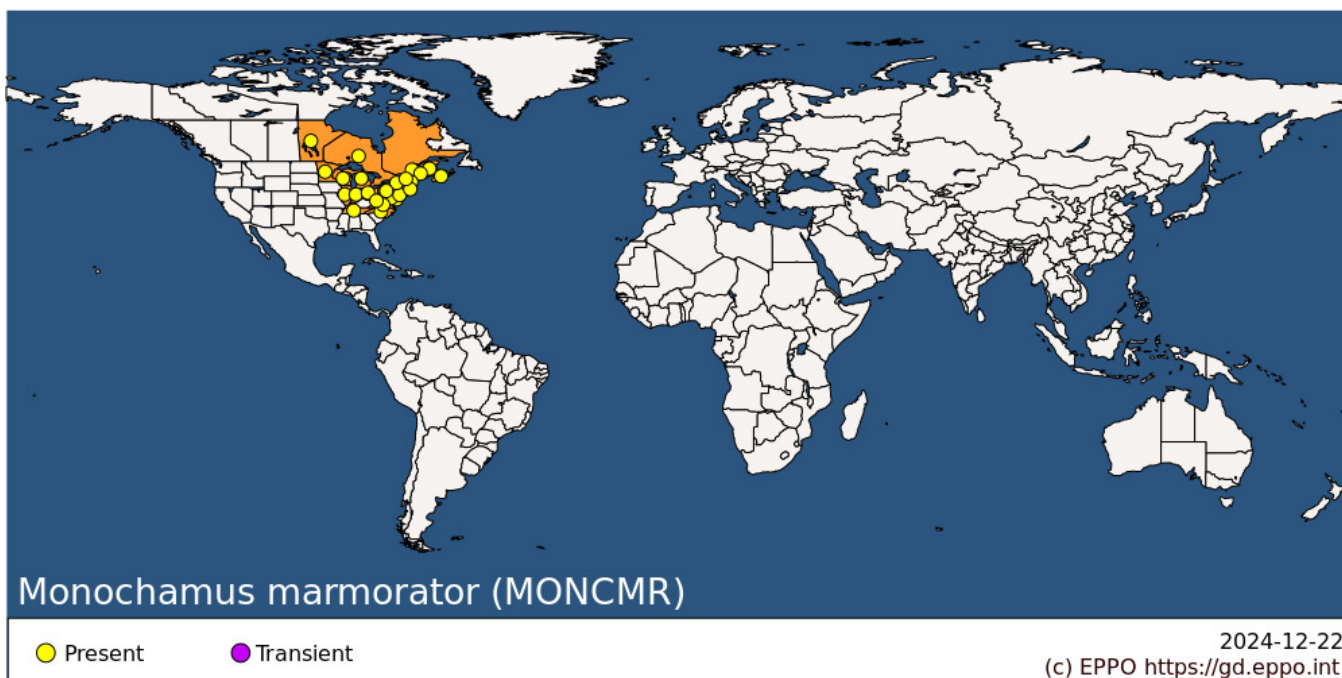 Monochamus marmorator (MONCMR)
Present
Transient
2024-12-22
(c) EPPO https://gd.eppo.int